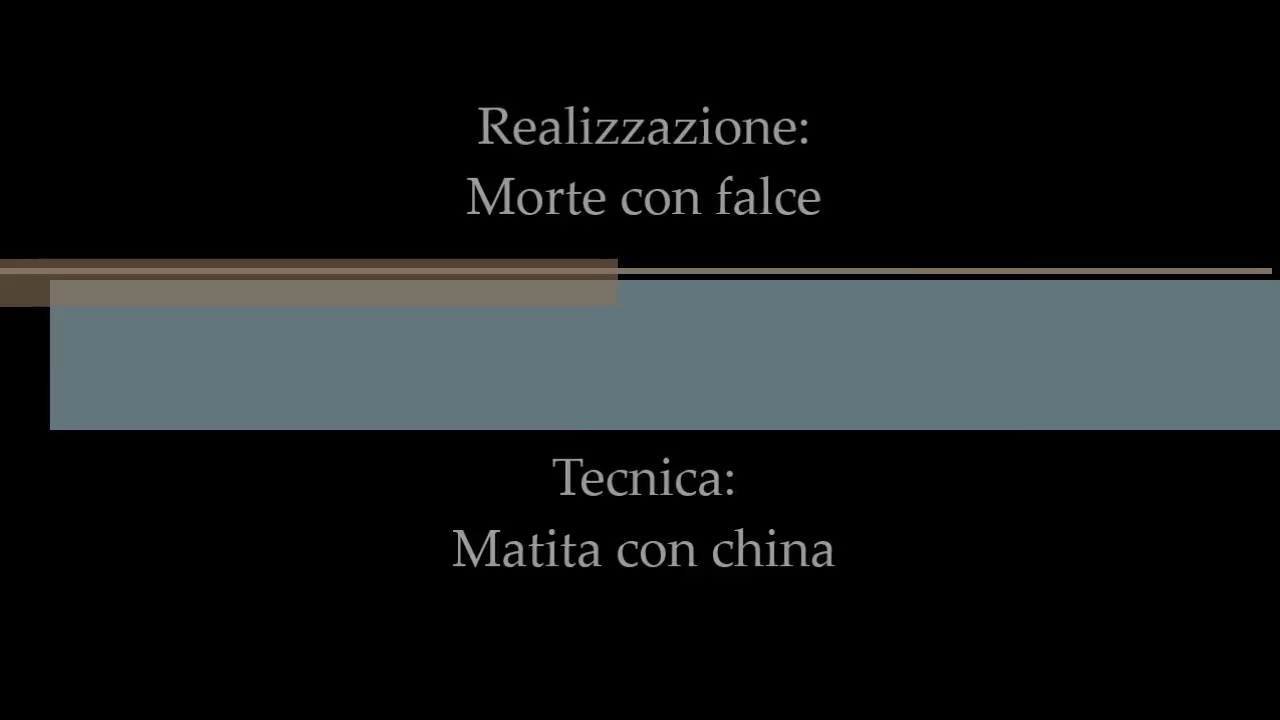 Realizzazione:
Morte con falce
Tecnica:
Matita con china